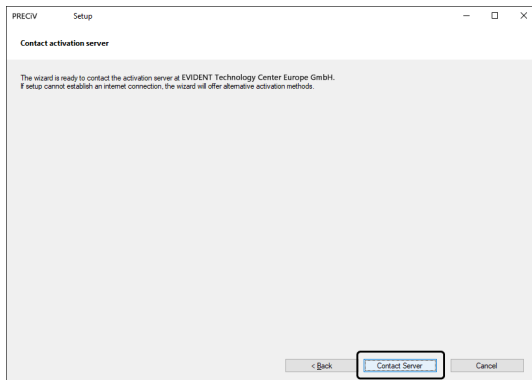 PRECiV Setup
Contact activation server
The wizard is ready to contact the activation server at EVIDENT Technology Center Europe GmbH.
If setup cannot establish an internet connection, the wizard will offer alternative activation methods.
< Back Contact Server Cancel